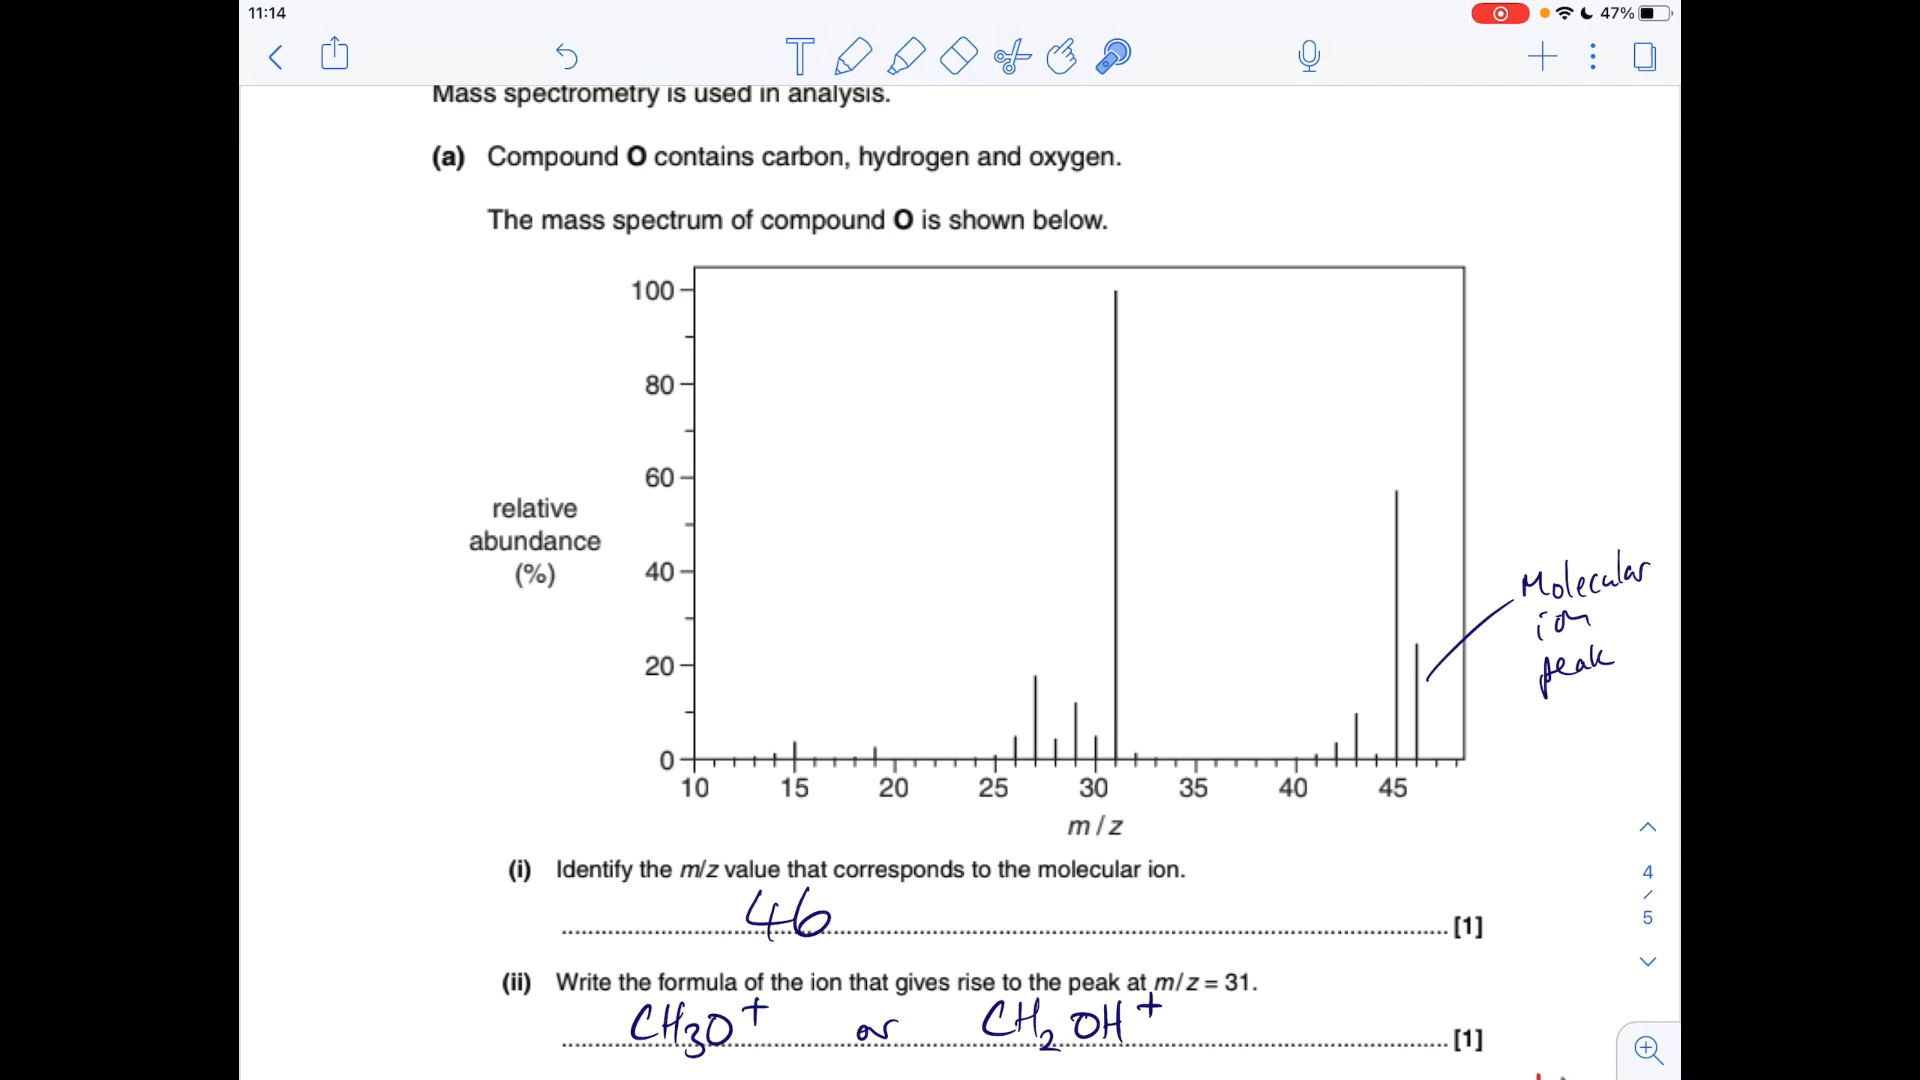 11:14
47%
T
Mass spectrometry is used in analysis.
(a) Compound O contains carbon, hydrogen and oxygen.
The mass spectrum of compound O is shown below.
100
80
60
40
20
0
relative
abundance
(%)
10 15 20 25 30 35 40 45
m / z
Molecular
ion
peak
(i) Identify the m/z value that corresponds to the molecular ion.
46
[1]
(ii) Write the formula of the ion that gives rise to the peak at m/z = 31.
CH3O+ or CH2OH+
[1]
4
/
5